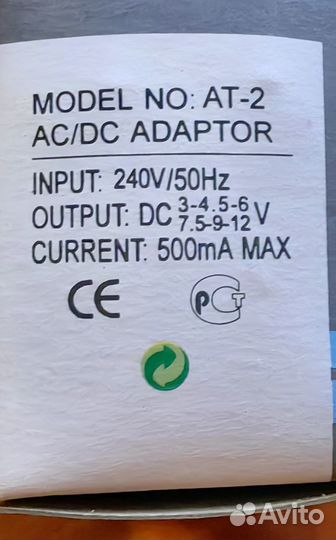 MODEL NO: AT-2
AC/DC ADAPTOR
INPUT: 240V/50Hz
OUTPUT: DC 3-4.5-6 7.5-9-12 V
CURRENT: 500mA MAX
CE РСТ
Avito